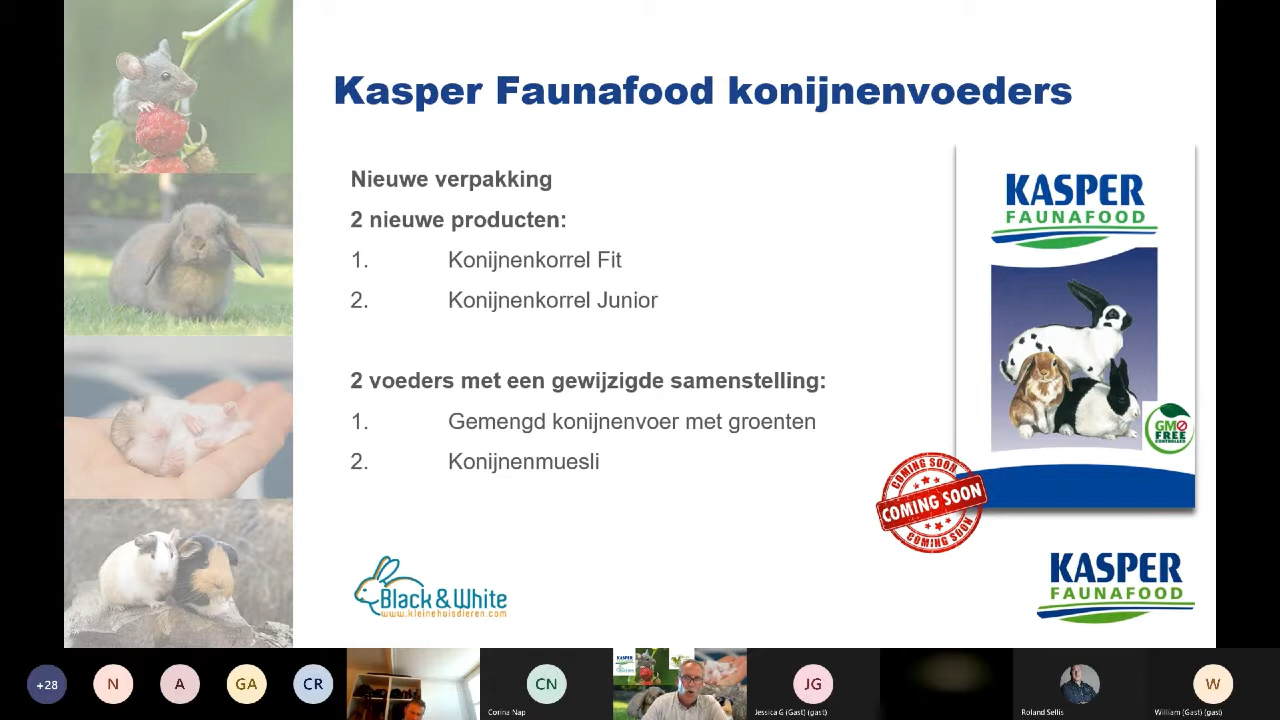 Kasper Faunafood konijnenvoeders
Nieuwe verpakking
2 nieuwe producten:
1. Konijnenkorrel Fit
2. Konijnenkorrel Junior
2 voeders met een gewijzigde samenstelling:
1. Gemengd konijnenvoer met groenten
2. Konijnenmuesli
KASPER
FAUNAFOOD
GMO
FREE
CONTROLLED
COMING SOON
COMING SOON
COMING SOON
Black & White
www.kleinehuisdieren.com
KASPER
FAUNAFOOD
+28
N
A
GA
CR
CN
Corina Nap
JG
Jessica G (Gast) (gast)
Roland Sellis
W
William (Gast) (gast)